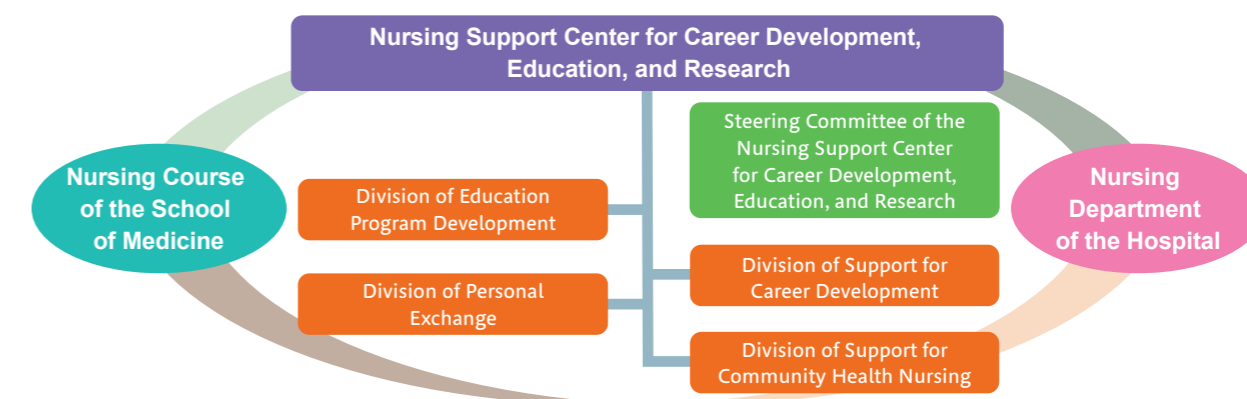 Nursing Support Center for Career Development,
Education, and Research
Steering Committee of the
Nursing Support Center
for Career Development,
Education, and Research
Nursing Course
of the School
of Medicine
Nursing
Department
of the Hospital
Division of Education
Program Development
Division of Support for
Career Development
Division of Personal
Exchange
Division of Support for
Community Health Nursing